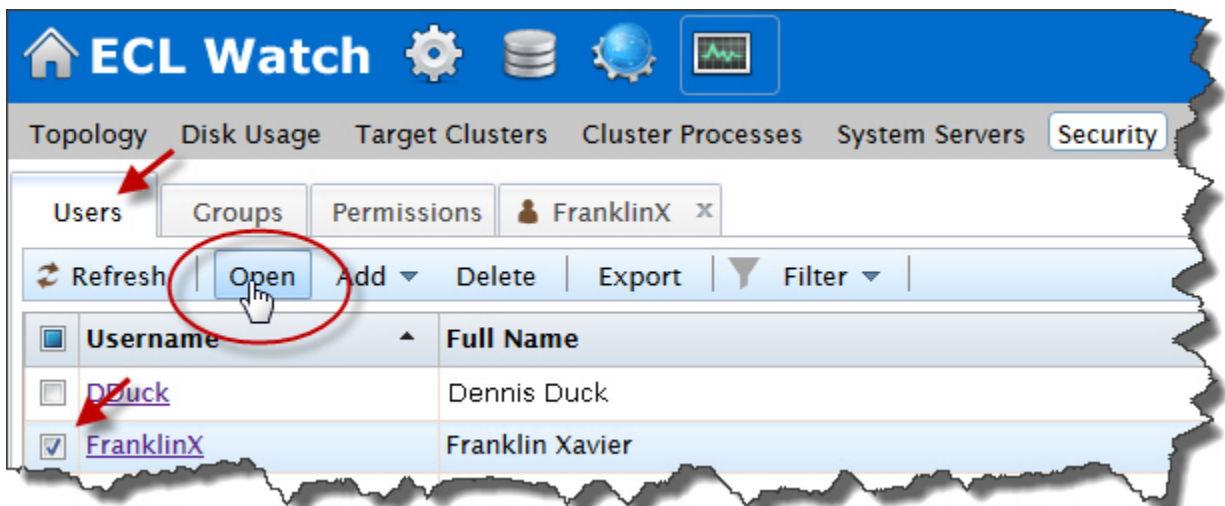 ECL Watch
Topology Disk Usage Target Clusters Cluster Processes System Servers Security
Users Groups Permissions FranklinX x
Refresh Open Add Delete Export Filter
Username Full Name
DDuck Dennis Duck
FranklinX Franklin Xavier